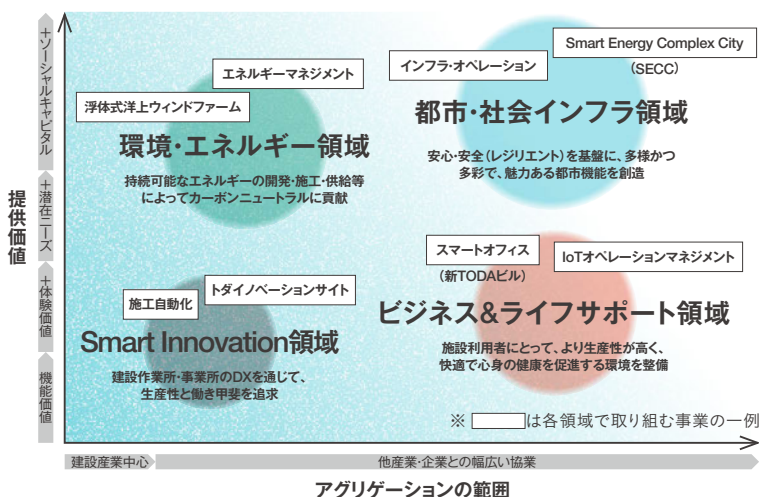 提供価値
+ソーシャルキャピタル
+潜在ニーズ
+体験価値
機能価値
エネルギーマネジメント
浮体式洋上ウィンドファーム
環境・エネルギー領域
持続可能なエネルギーの開発・施工・供給等
によってカーボンニュートラルに貢献
Smart Energy Complex City
(SECC)
インフラ・オペレーション
都市・社会インフラ領域
安心・安全(レジリエント)を基盤に、多様かつ
多彩で、魅力ある都市機能を創造
トダイノベーションサイト
施工自動化
Smart Innovation領域
建設作業所・事業所のDXを通じて、
生産性と働き甲斐を追求
スマートオフィス
(新TODAビル)
IoTオペレーションマネジメント
ビジネス&ライフサポート領域
施設利用者にとって、より生産性が高く、
快適で心身の健康を促進する環境を整備
※ は各領域で取り組む事業の一例
建設産業中心
他産業・企業との幅広い協業
アグリゲーションの範囲